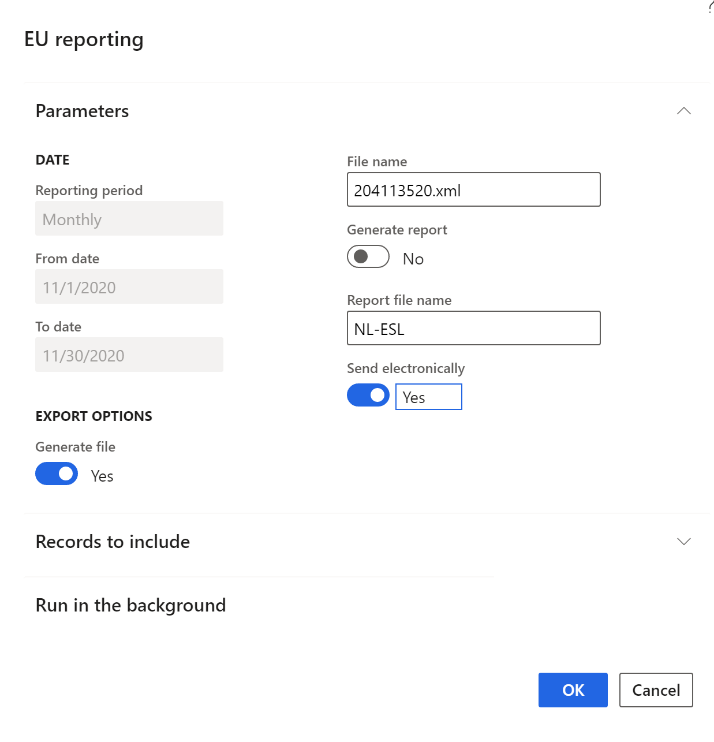 EU reporting
Parameters
DATE
Reporting period
Monthly
From date
11/1/2020
To date
11/30/2020
EXPORT OPTIONS
Generate file
Yes
File name
204113520.xml
Generate report
No
Report file name
NL-ESL
Send electronically
Yes
Records to include
Run in the background
OK
Cancel